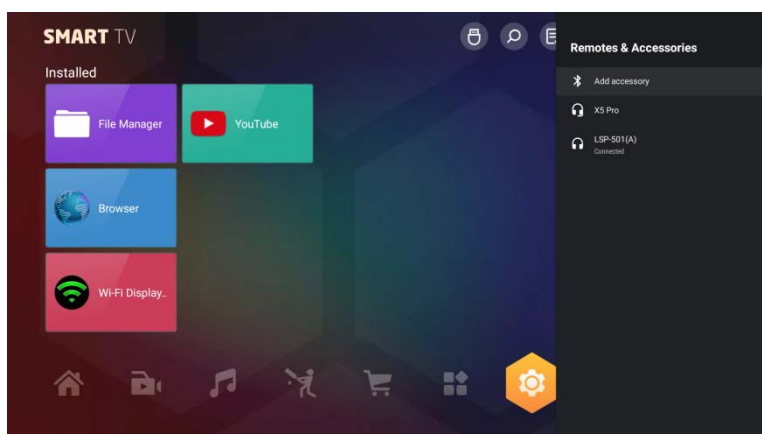 SMART TV
Installed
File Manager
YouTube
Browser
Wi-Fi Display..
Remotes & Accessories
Add accessory
X5 Pro
LSP-501(A)
Connected